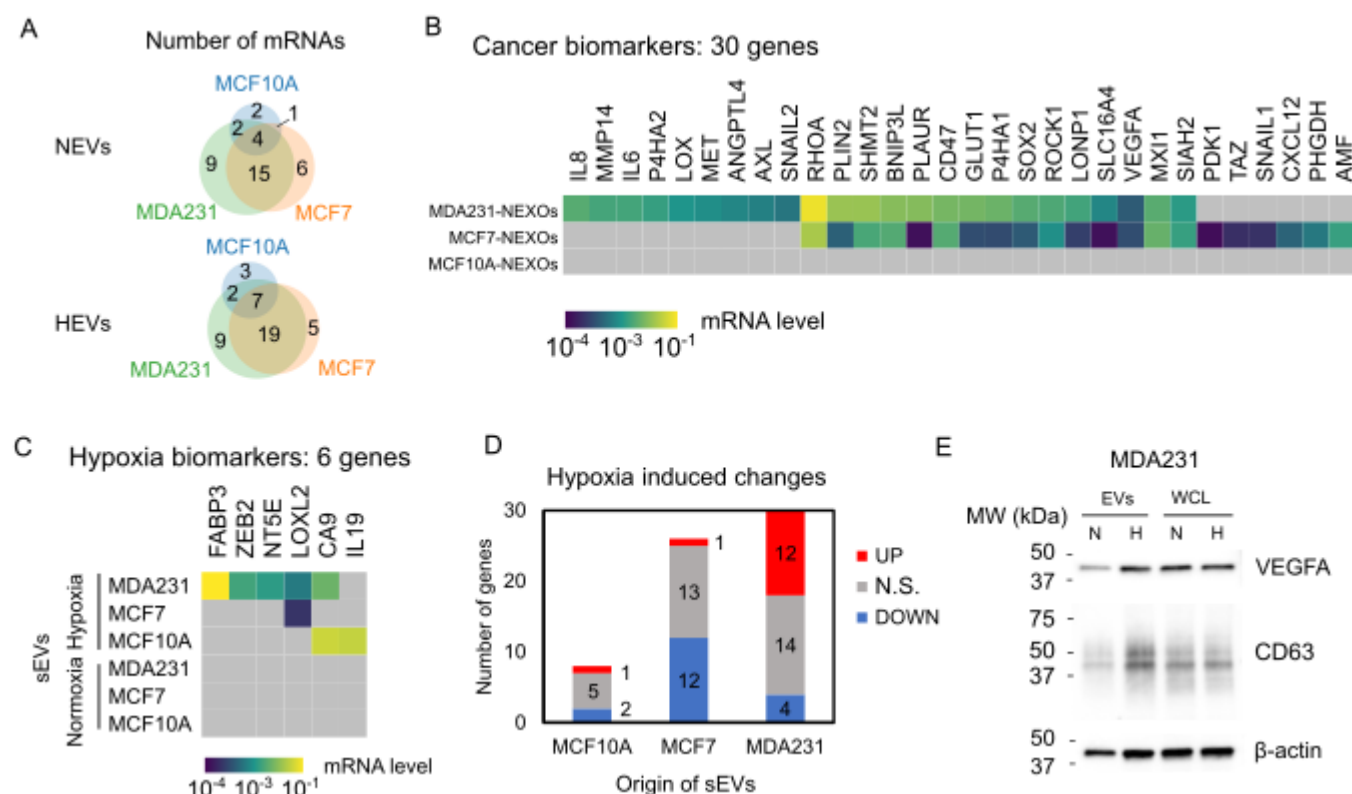 A
Number of mRNAs
MCF10A
2
2
1
4
NEVs
9
15
6
MDA231
MCF7
MCF10A
3
2
7
HEVs
9
19
5
MDA231
MCF7
B
Cancer biomarkers: 30 genes
IL8
MMP14
IL6
P4HA2
LOX
MET
ANGPTL4
AXL
SNAIL2
RHOA
PLIN2
SHMT2
BNIP3L
PLAUR
CD47
GLUT1
P4HA1
SOX2
ROCK1
LONP1
SLC16A4
VEGFA
MXI1
SIAH2
PDK1
TAZ
SNAIL1
CXCL12
PHGDH
AMF
MDA231-NEXOs
MCF7-NEXOs
MCF10A-NEXOs
mRNA level
10⁻⁴ 10⁻³ 10⁻¹
C
Hypoxia biomarkers: 6 genes
FABP3
ZEB2
NT5E
LOXL2
CA9
IL19
sEVs
Hypoxia
MDA231
MCF7
MCF10A
Normoxia
MDA231
MCF7
MCF10A
mRNA level
10⁻⁴ 10⁻³ 10⁻¹
D
Hypoxia induced changes
Number of genes
30
20
10
0
1
5
2
1
13
12
12
14
4
MCF10A MCF7 MDA231
Origin of sEVs
UP
N.S.
DOWN
E
MDA231
EVs WCL
MW (kDa) N H N H
50 -
37 -
VEGFA
75 -
50 -
37 -
CD63
50 -
37 -
β-actin